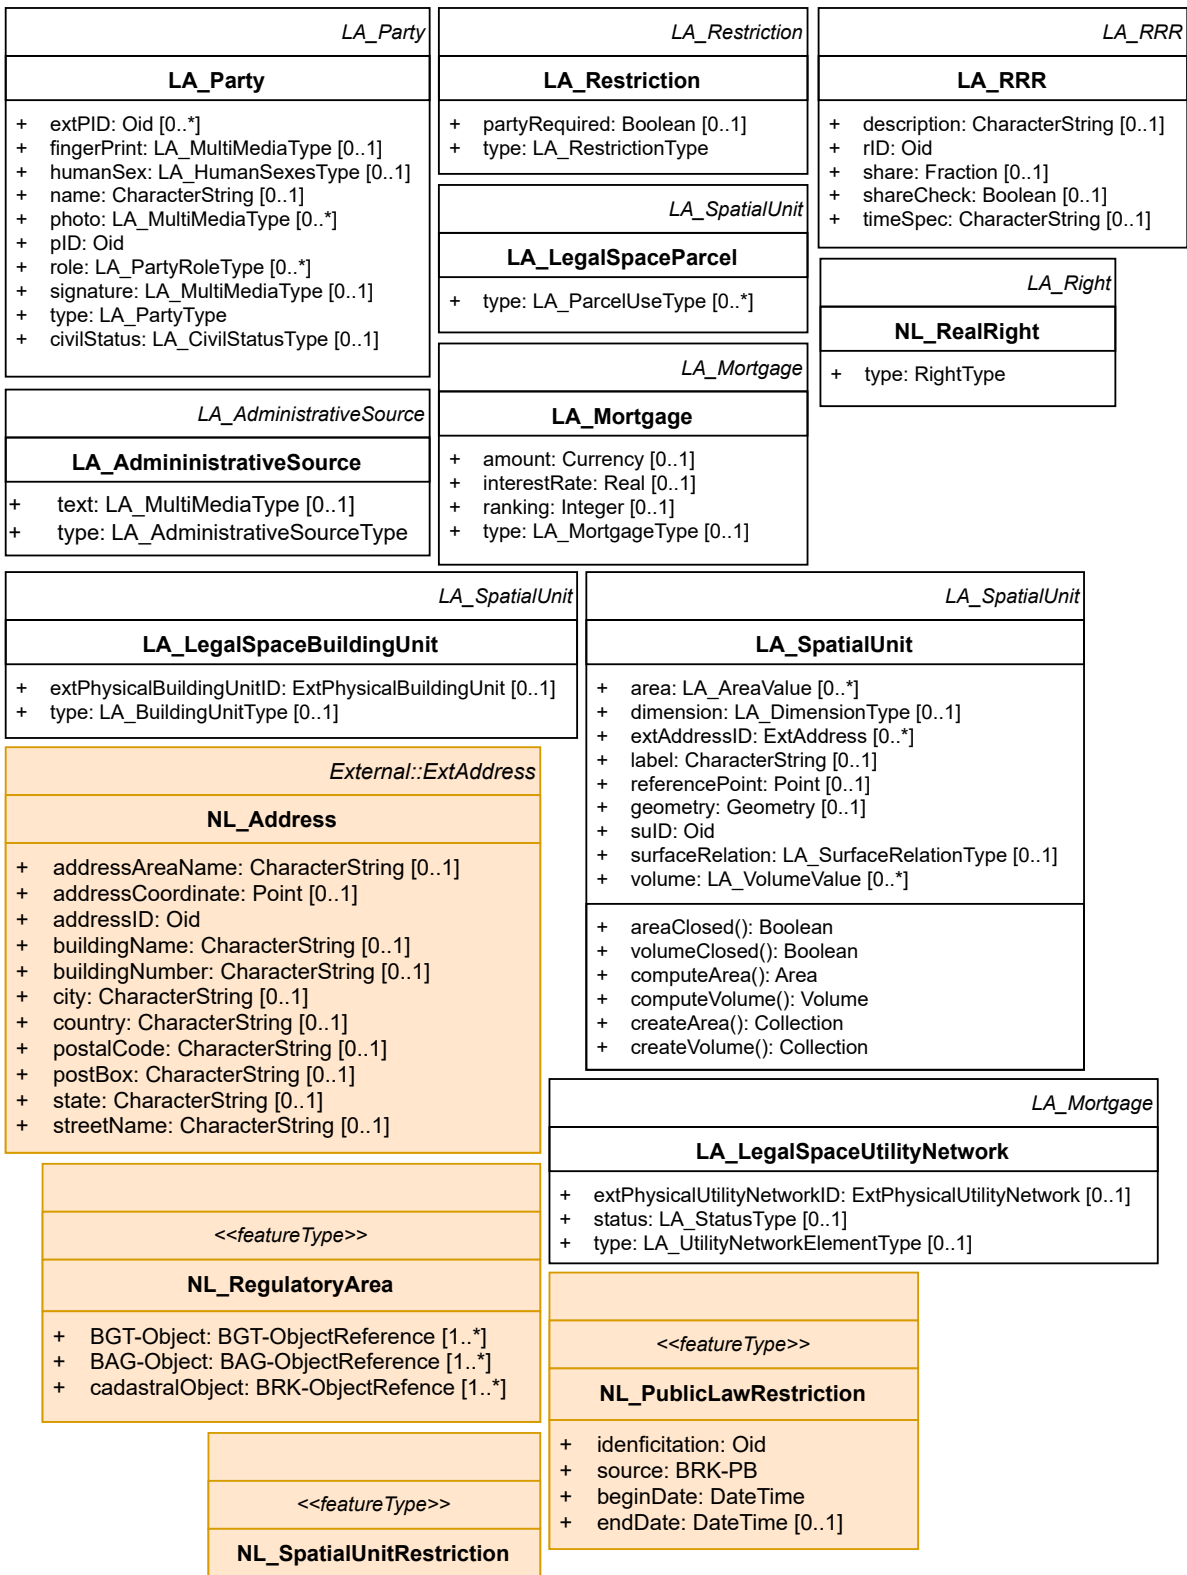 LA_Party
LA_Party
+ extPID: Oid [0..*]
+ fingerPrint: LA_MultiMediaType [0..1]
+ humanSex: LA_HumanSexesType [0..1]
+ name: CharacterString [0..1]
+ photo: LA_MultiMediaType [0..*]
+ pID: Oid
+ role: LA_PartyRoleType [0..*]
+ signature: LA_MultiMediaType [0..1]
+ type: LA_PartyType
+ civilStatus: LA_CivilStatusType [0..1]
LA_Restriction
LA_Restriction
+ partyRequired: Boolean [0..1]
+ type: LA_RestrictionType
LA_RRR
LA_RRR
+ description: CharacterString [0..1]
+ rID: Oid
+ share: Fraction [0..1]
+ shareCheck: Boolean [0..1]
+ timeSpec: CharacterString [0..1]
LA_SpatialUnit
LA_LegalSpaceParcel
+ type: LA_ParcelUseType [0..*]
LA_Right
NL_RealRight
+ type: RightType
LA_AdministrativeSource
LA_AdmininistrativeSource
+ text: LA_MultiMediaType [0..1]
+ type: LA_AdministrativeSourceType
LA_Mortgage
LA_Mortgage
+ amount: Currency [0..1]
+ interestRate: Real [0..1]
+ ranking: Integer [0..1]
+ type: LA_MortgageType [0..1]
LA_SpatialUnit
LA_LegalSpaceBuildingUnit
+ extPhysicalBuildingUnitID: ExtPhysicalBuildingUnit [0..1]
+ type: LA_BuildingUnitType [0..1]
LA_SpatialUnit
LA_SpatialUnit
+ area: LA_AreaValue [0..*]
+ dimension: LA_DimensionType [0..1]
+ extAddressID: ExtAddress [0..*]
+ label: CharacterString [0..1]
+ referencePoint: Point [0..1]
+ geometry: Geometry [0..1]
+ suID: Oid
+ surfaceRelation: LA_SurfaceRelationType [0..1]
+ volume: LA_VolumeValue [0..*]
+ areaClosed(): Boolean
+ volumeClosed(): Boolean
+ computeArea(): Area
+ computeVolume(): Volume
+ createArea(): Collection
+ createVolume(): Collection
External::ExtAddress
NL_Address
+ addressAreaName: CharacterString [0..1]
+ addressCoordinate: Point [0..1]
+ addressID: Oid
+ buildingName: CharacterString [0..1]
+ buildingNumber: CharacterString [0..1]
+ city: CharacterString [0..1]
+ country: CharacterString [0..1]
+ postalCode: CharacterString [0..1]
+ postBox: CharacterString [0..1]
+ state: CharacterString [0..1]
+ streetName: CharacterString [0..1]
LA_Mortgage
LA_LegalSpaceUtilityNetwork
+ extPhysicalUtilityNetworkID: ExtPhysicalUtilityNetwork [0..1]
+ status: LA_StatusType [0..1]
+ type: LA_UtilityNetworkElementType [0..1]
<<featureType>>
NL_RegulatoryArea
+ BGT-Object: BGT-ObjectReference [1..*]
+ BAG-Object: BAG-ObjectReference [1..*]
+ cadastralObject: BRK-ObjectRefence [1..*]
<<featureType>>
NL_PublicLawRestriction
+ idenficitation: Oid
+ source: BRK-PB
+ beginDate: DateTime
+ endDate: DateTime [0..1]
<<featureType>>
NL_SpatialUnitRestriction